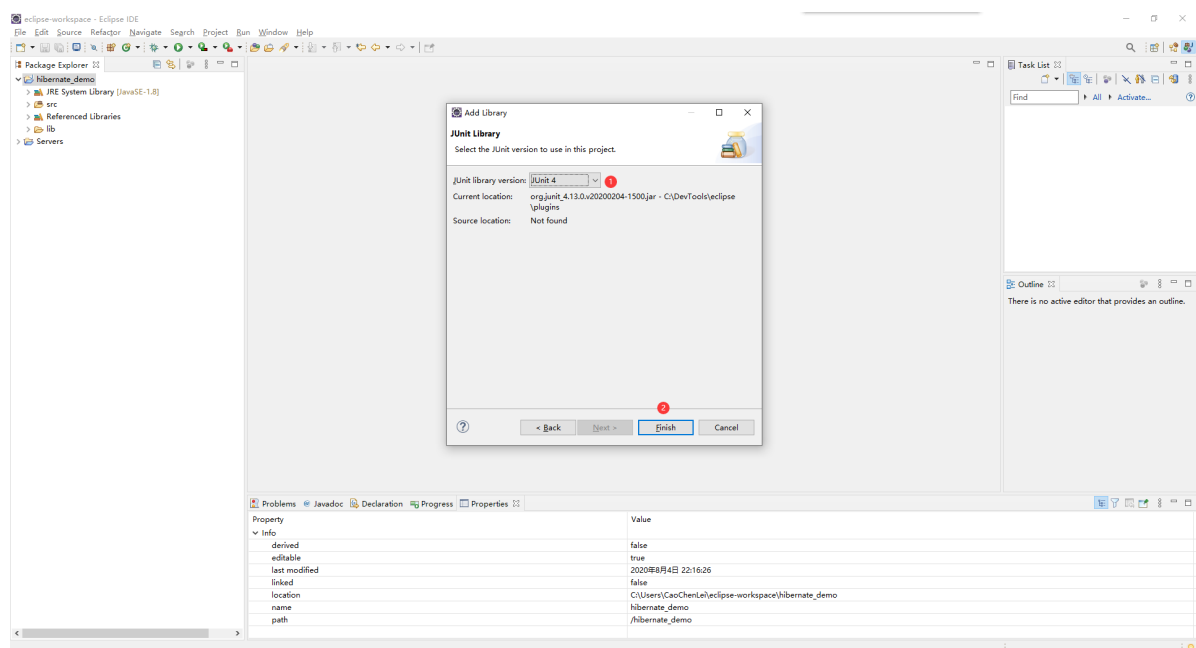 eclipse-workspace - Eclipse IDE
File Edit Source Refactor Navigate Search Project Run Window Help
Package Explorer
hibernate_demo
JRE System Library [JavaSE-1.8]
src
Referenced Libraries
lib
Servers
Add Library
JUnit Library
Select the JUnit version to use in this project.
JUnit library version: JUnit 4 1
Current location: org.junit_4.13.0.v20200204-1500.jar - C:\DevTools\eclipse
\plugins
Source location: Not found
2
< Back Next > Finish Cancel
Task List
Find All Activate...
Outline
There is no active editor that provides an outline.
Problems Javadoc Declaration Progress Properties
Property Value
Info
derived false
editable true
last modified 2020年8月4日 22:16:26
linked false
location C:\Users\CaoChenLei\eclipse-workspace\hibernate_demo
name hibernate_demo
path /hibernate_demo